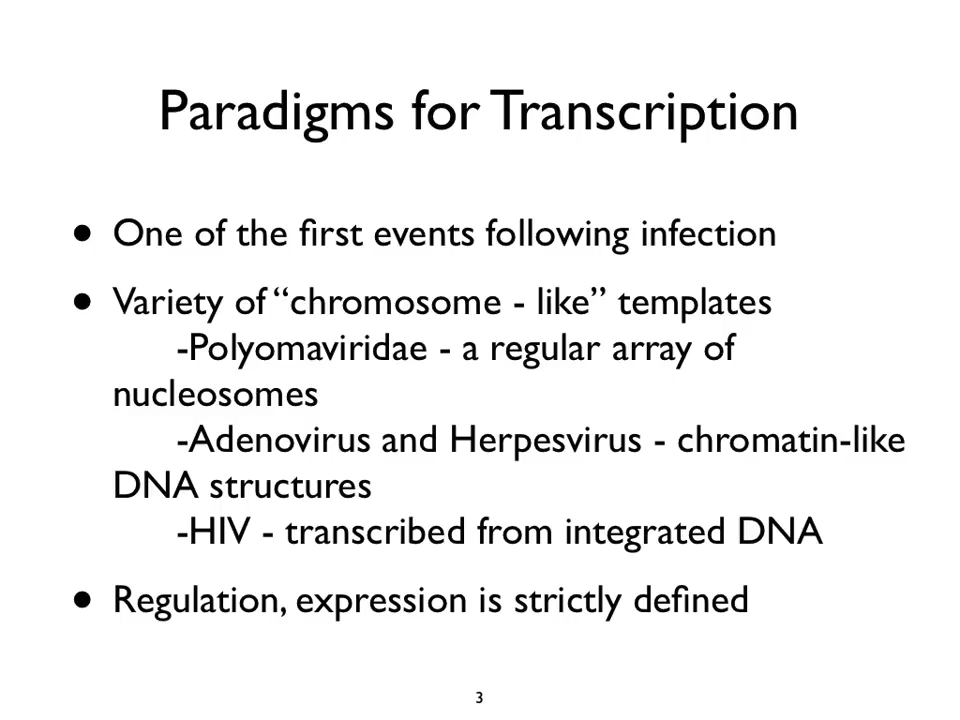 Paradigms for Transcription
• One of the first events following infection
• Variety of “chromosome - like” templates
-Polyomaviridae - a regular array of
nucleosomes
-Adenovirus and Herpesvirus - chromatin-like
DNA structures
-HIV - transcribed from integrated DNA
• Regulation, expression is strictly defined
3